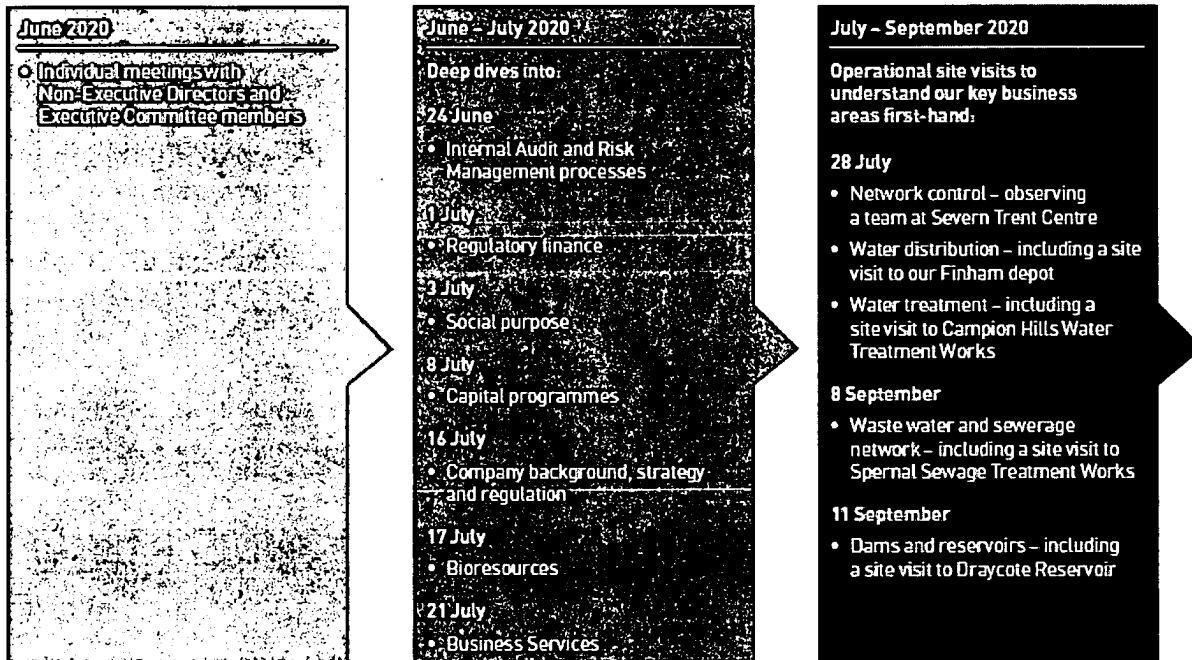 June 2020
Individual meetings with
Non-Executive Directors and
Executive Committee members
June – July 2020
Deep dives into:
24 June
• Internal Audit and Risk
Management processes
1 July
• Regulatory finance
3 July
• Social purpose
8 July
• Capital programmes
16 July
• Company background, strategy
and regulation
17 July
• Bioresources
21 July
• Business Services
July – September 2020
Operational site visits to
understand our key business
areas first-hand:
28 July
• Network control – observing
a team at Severn Trent Centre
• Water distribution – including a site
visit to our Finham depot
• Water treatment – including a
site visit to Campion Hills Water
Treatment Works
8 September
• Waste water and sewerage
network – including a site visit to
Spernal Sewage Treatment Works
11 September
• Dams and reservoirs – including
a site visit to Draycote Reservoir